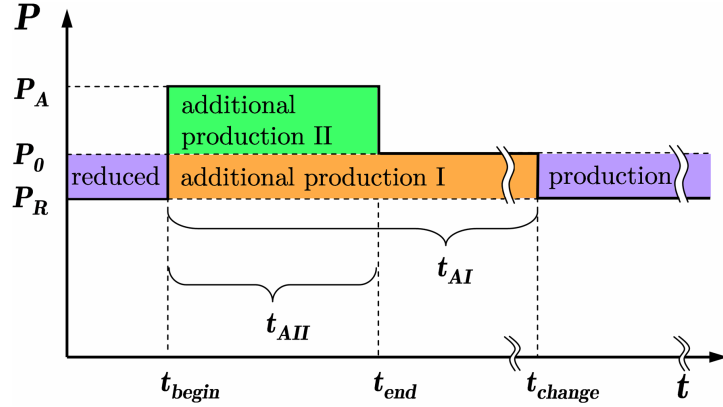 P
P_A
additional
production II
P_0
reduced
additional production I
production
P_R
t_AI
t_AII
t_begin
t_end
t_change
t